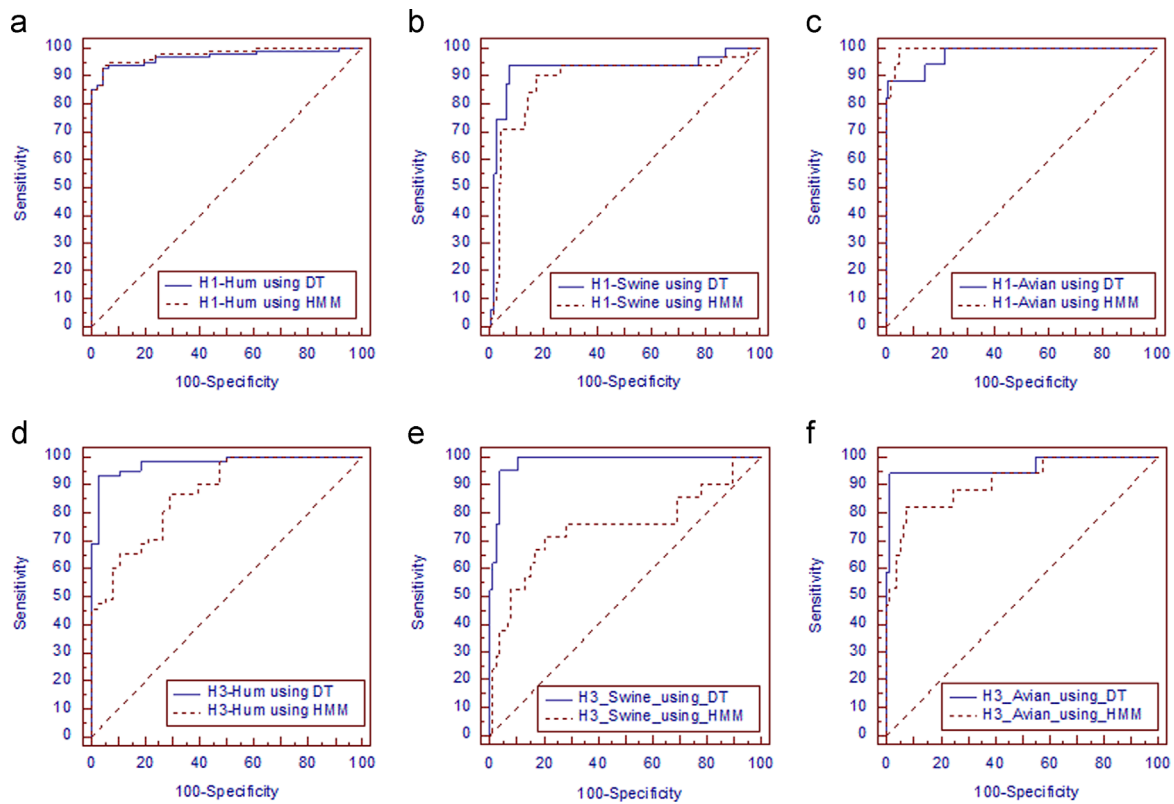 a
100
90
80
70
60
50
40
30
20
10
0
Sensitivity
H1-Hum using DT
H1-Hum using HMM
0 20 40 60 80 100
100-Specificity
b
100
90
80
70
60
50
40
30
20
10
0
Sensitivity
H1-Swine using DT
H1-Swine using HMM
0 20 40 60 80 100
100-Specificity
c
100
90
80
70
60
50
40
30
20
10
0
Sensitivity
H1-Avian using DT
H1-Avian using HMM
0 20 40 60 80 100
100-Specificity
d
100
90
80
70
60
50
40
30
20
10
0
Sensitivity
H3-Hum using DT
H3-Hum using HMM
0 20 40 60 80 100
100-Specificity
e
100
90
80
70
60
50
40
30
20
10
0
Sensitivity
H3_Swine_using_DT
H3_Swine_using_HMM
0 20 40 60 80 100
100-Specificity
f
100
90
80
70
60
50
40
30
20
10
0
Sensitivity
H3_Avian_using_DT
H3_Avian_using_HMM
0 20 40 60 80 100
100-Specificity